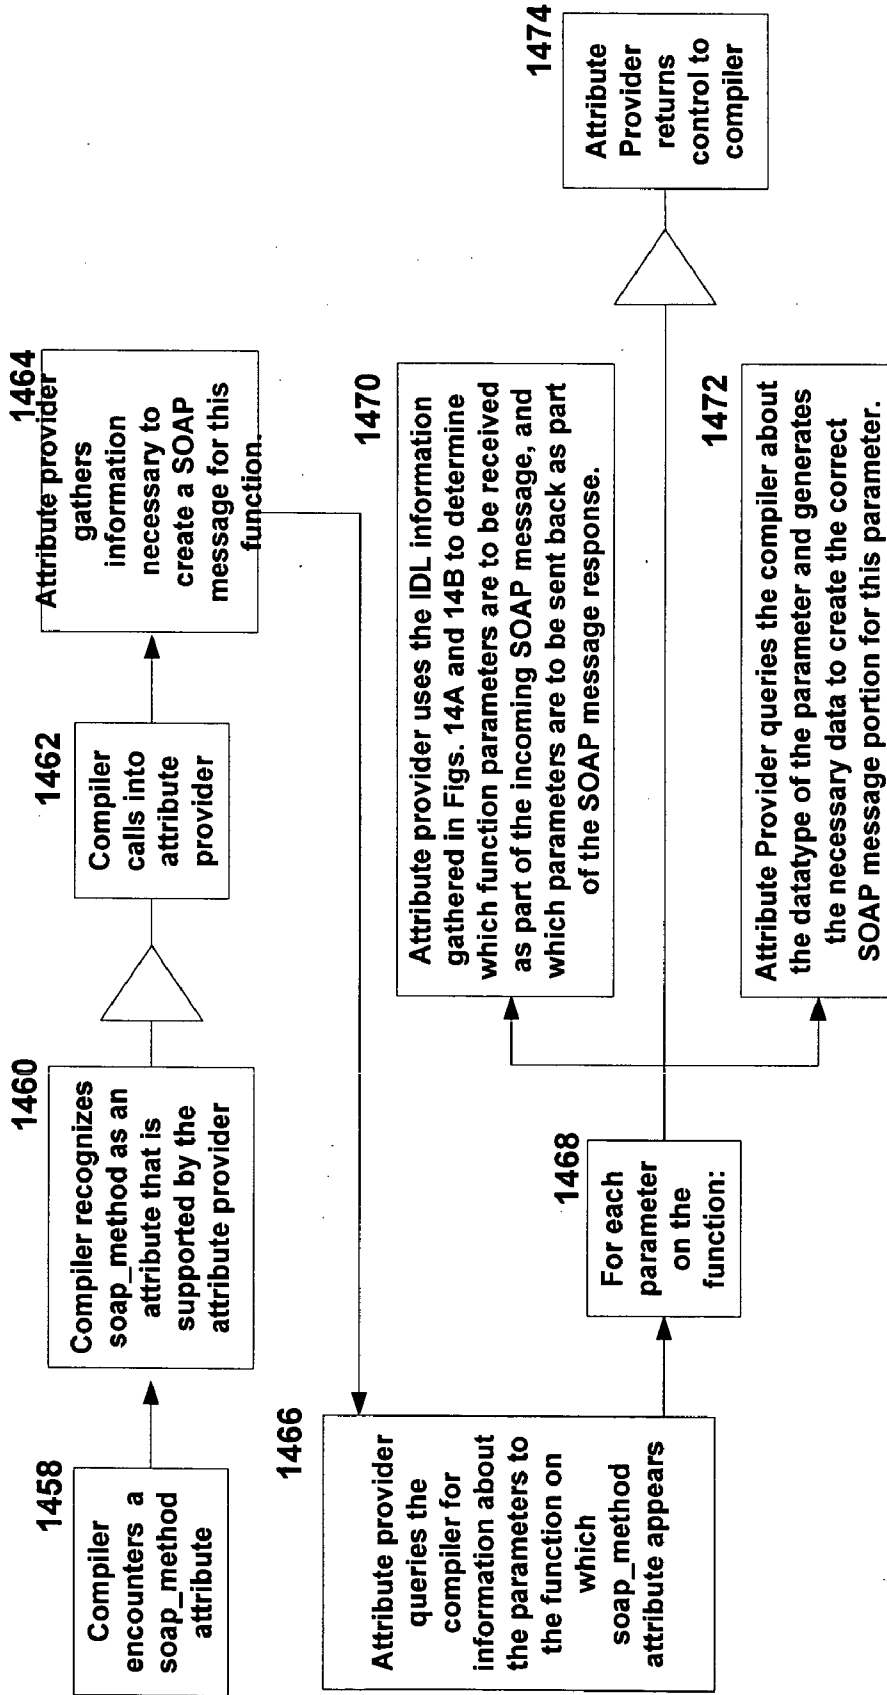 1458
Compiler
encounters a
soap_method
attribute
1460
Compiler recognizes
soap_method as an
attribute that is
supported by the
attribute provider
1462
Compiler
calls into
attribute
provider
1464
Attribute provider
gathers
information
necessary to
create a SOAP
message for this
function.
1466
Attribute provider
queries the
compiler for
information about
the parameters to
the function on
which
soap_method
attribute appears
1468
For each
parameter
on the
function:
1470
Attribute provider uses the IDL information
gathered in Figs. 14A and 14B to determine
which function parameters are to be received
as part of the incoming SOAP message, and
which parameters are to be sent back as part
of the SOAP message response.
1472
Attribute Provider queries the compiler about
the datatype of the parameter and generates
the necessary data to create the correct
SOAP message portion for this parameter.
1474
Attribute
Provider
returns
control to
compiler